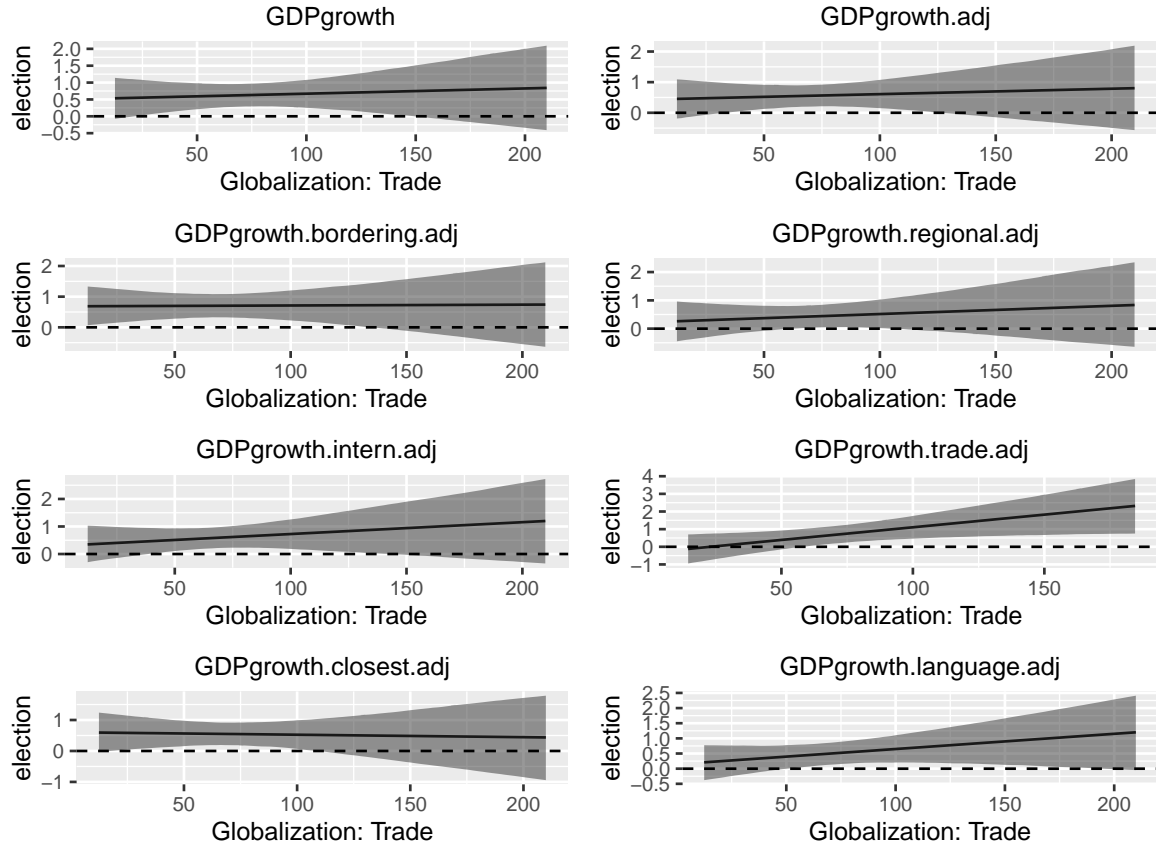 GDPgrowth
election
2.0
1.5
1.0
0.5
0.0
−0.5
50 100 150 200
Globalization: Trade
GDPgrowth.adj
election
2
1
0
50 100 150 200
Globalization: Trade
GDPgrowth.bordering.adj
election
2
1
0
50 100 150 200
Globalization: Trade
GDPgrowth.regional.adj
election
2
1
0
50 100 150 200
Globalization: Trade
GDPgrowth.intern.adj
election
2
1
0
50 100 150 200
Globalization: Trade
GDPgrowth.trade.adj
election
4
3
2
1
0
−1
50 100 150
Globalization: Trade
GDPgrowth.closest.adj
election
1
0
−1
50 100 150 200
Globalization: Trade
GDPgrowth.language.adj
election
2.5
2.0
1.5
1.0
0.5
0.0
−0.5
50 100 150 200
Globalization: Trade